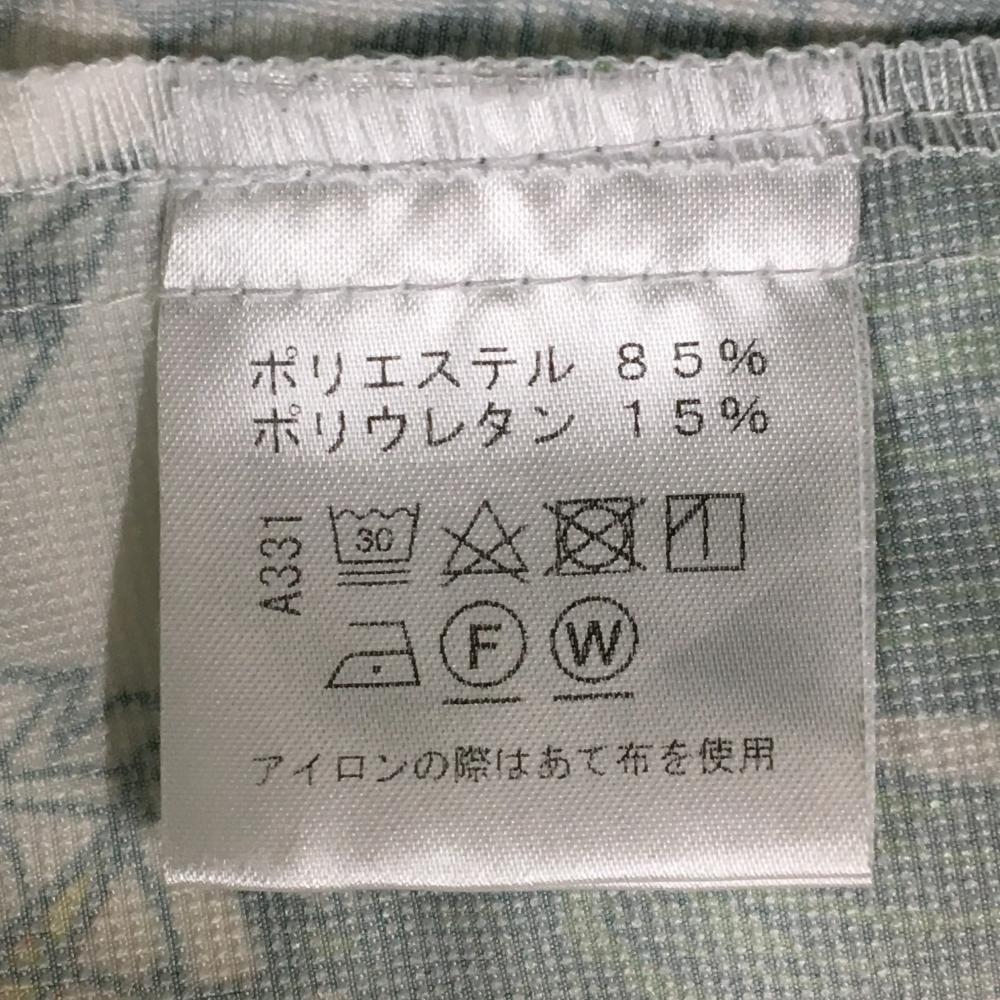 ポリエステル 85%
ポリウレタン 15%
A331
30
F W
アイロンの際はあて布を使用